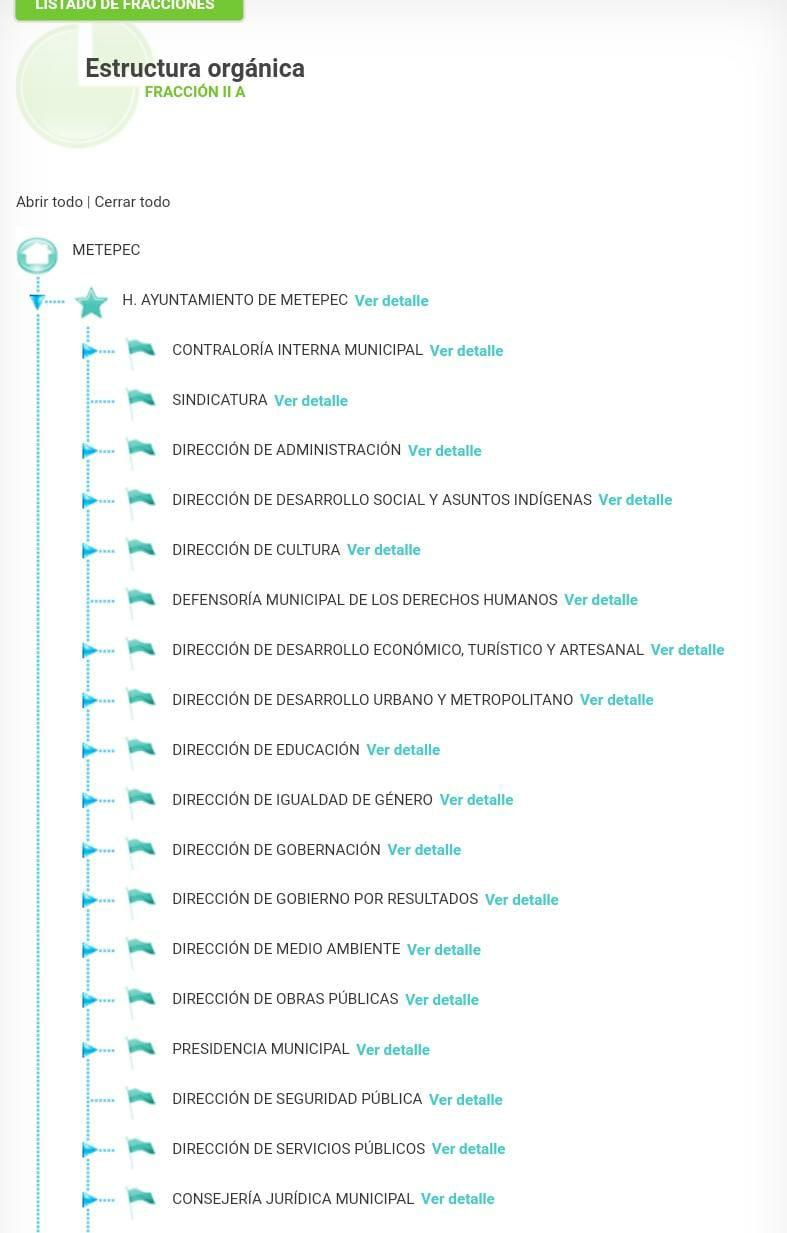 LISTADO DE FRACCIONES
Estructura orgánica
FRACCIÓN II A
Abrir todo | Cerrar todo
METEPEC
H. AYUNTAMIENTO DE METEPEC Ver detalle
CONTRALORÍA INTERNA MUNICIPAL Ver detalle
SINDICATURA Ver detalle
DIRECCIÓN DE ADMINISTRACIÓN Ver detalle
DIRECCIÓN DE DESARROLLO SOCIAL Y ASUNTOS INDÍGENAS Ver detalle
DIRECCIÓN DE CULTURA Ver detalle
DEFENSORÍA MUNICIPAL DE LOS DERECHOS HUMANOS Ver detalle
DIRECCIÓN DE DESARROLLO ECONÓMICO, TURÍSTICO Y ARTESANAL Ver detalle
DIRECCIÓN DE DESARROLLO URBANO Y METROPOLITANO Ver detalle
DIRECCIÓN DE EDUCACIÓN Ver detalle
DIRECCIÓN DE IGUALDAD DE GÉNERO Ver detalle
DIRECCIÓN DE GOBERNACIÓN Ver detalle
DIRECCIÓN DE GOBIERNO POR RESULTADOS Ver detalle
DIRECCIÓN DE MEDIO AMBIENTE Ver detalle
DIRECCIÓN DE OBRAS PÚBLICAS Ver detalle
PRESIDENCIA MUNICIPAL Ver detalle
DIRECCIÓN DE SEGURIDAD PÚBLICA Ver detalle
DIRECCIÓN DE SERVICIOS PÚBLICOS Ver detalle
CONSEJERÍA JURÍDICA MUNICIPAL Ver detalle